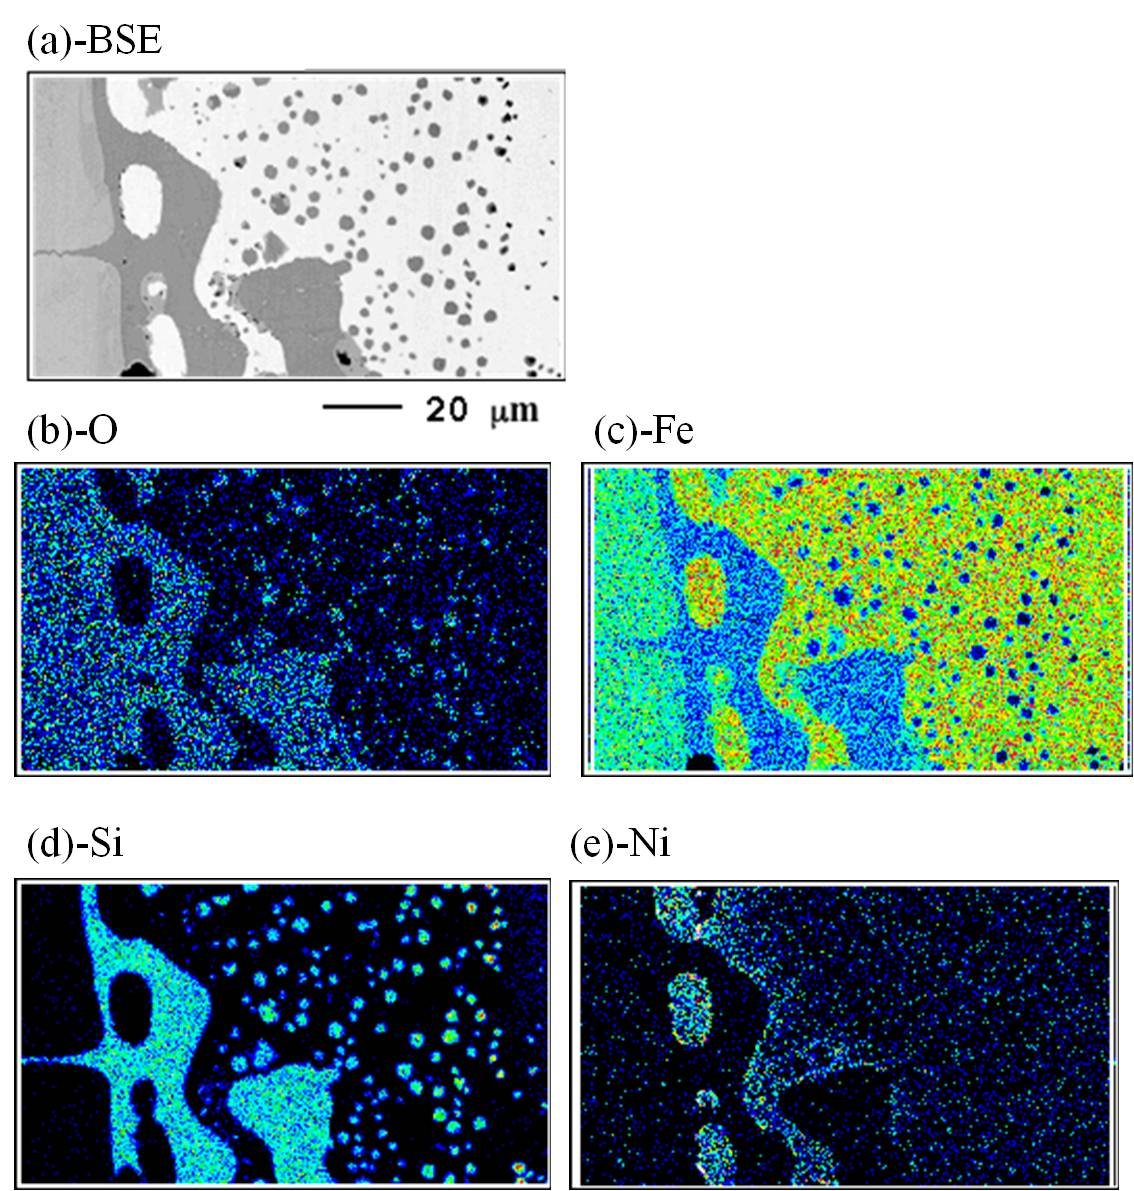 (a)-BSE
20 μm
(b)-O
(c)-Fe
(d)-Si
(e)-Ni